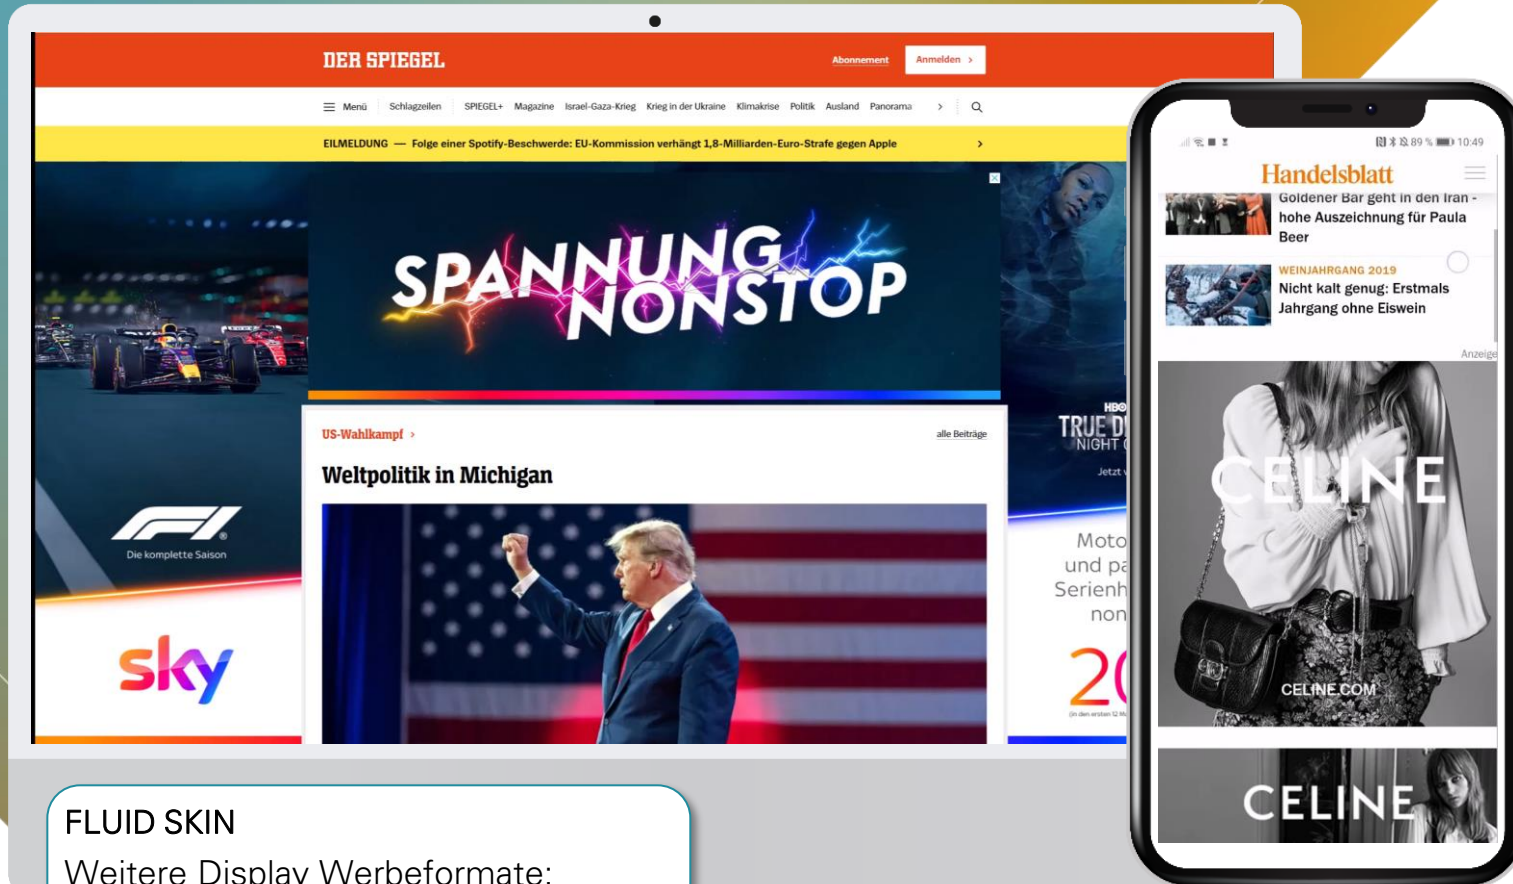 DER SPIEGEL
Abonnement
Anmelden >
Menü Schlagzeilen SPIEGEL+ Magazine Israel-Gaza-Krieg Krieg in der Ukraine Klimakrise Politik Ausland Panorama >
EILMELDUNG — Folge einer Spotify-Beschwerde: EU-Kommission verhängt 1,8-Milliarden-Euro-Strafe gegen Apple >
SPANNUNG
NONSTOP
F1
Die komplette Saison
sky
US-Wahlkampf >
alle Beiträge
Weltpolitik in Michigan
HBO
TRUE
NIGHT
Jetzt
und
20
89 % 10:49
Handelsblatt
Goldener Bär geht in den Iran -
hohe Auszeichnung für Paula
Beer
WEINJAHRGANG 2019
Nicht kalt genug: Erstmals
Jahrgang ohne Eiswein
Anzeige
CELINE
CELINE.COM
CELINE
FLUID SKIN
Weitere Display Werbeformate: